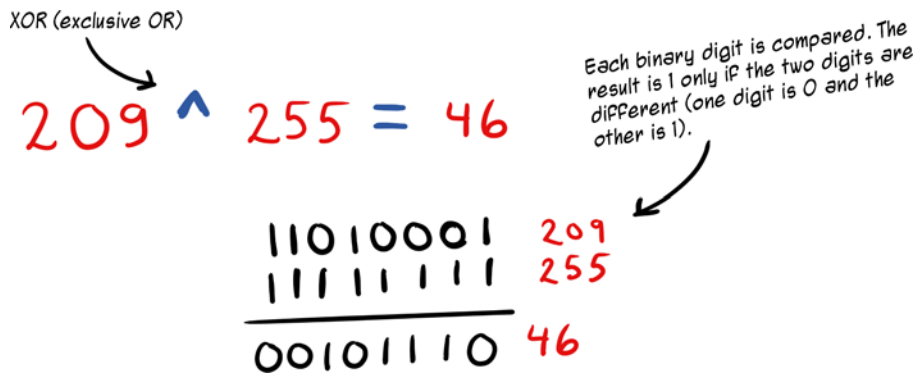 XOR (exclusive OR)
209 ^ 255 = 46
Each binary digit is compared. The
result is 1 only if the two digits are
different (one digit is 0 and the
other is 1).
11010001 209
11111111 255
00101110 46